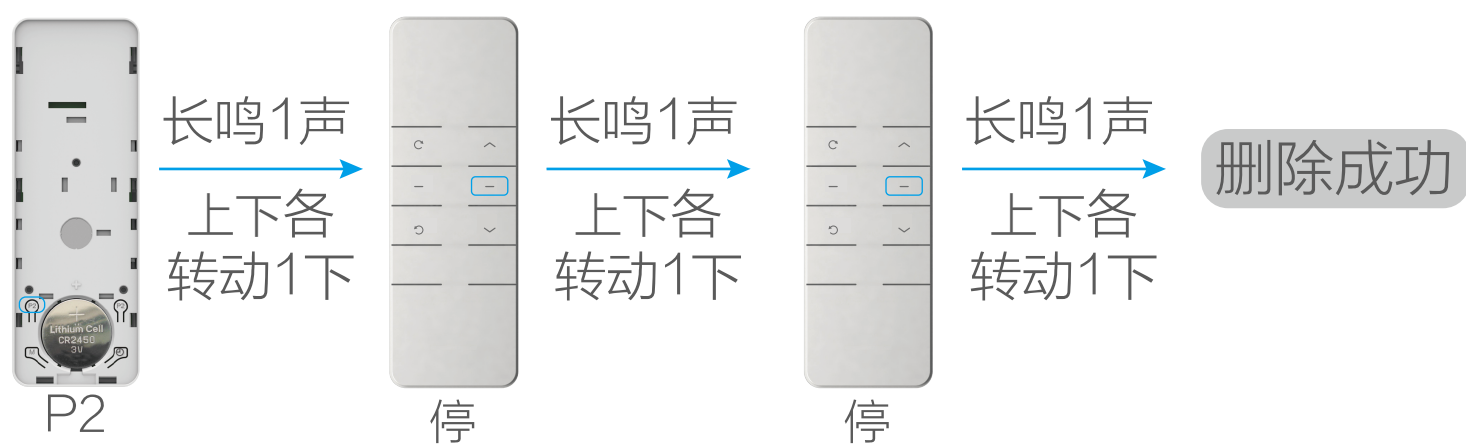 长鸣1声
上下各
转动1下
长鸣1声
上下各
转动1下
长鸣1声
上下各
转动1下
删除成功
P2
P2
+
Lithium Cell
CR2450
3V
M
P2
停
停